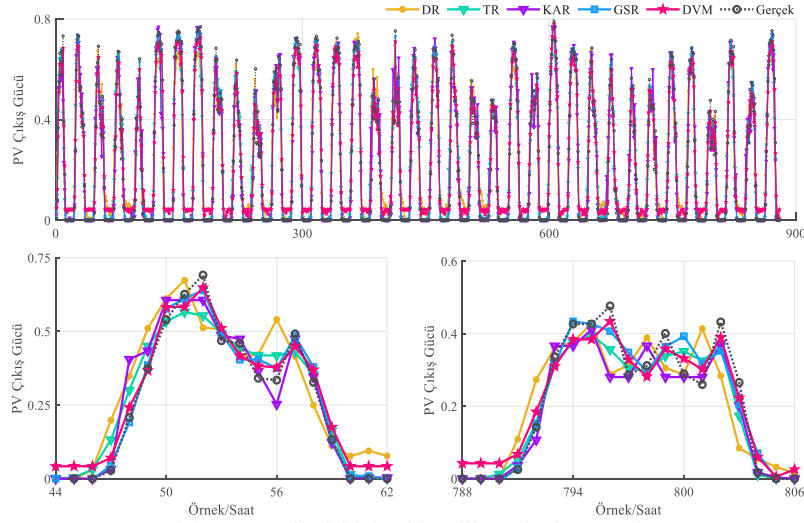 DR TR KAR GSR DVM Gerçek
PV Çıkış Gücü
0.8
0.4
0
0 300 600 900
PV Çıkış Gücü
0.75
0.5
0.25
0
44 50 56 62
Örnek/Saat
PV Çıkış Gücü
0.6
0.4
0.2
0
788 794 800 806
Örnek/Saat